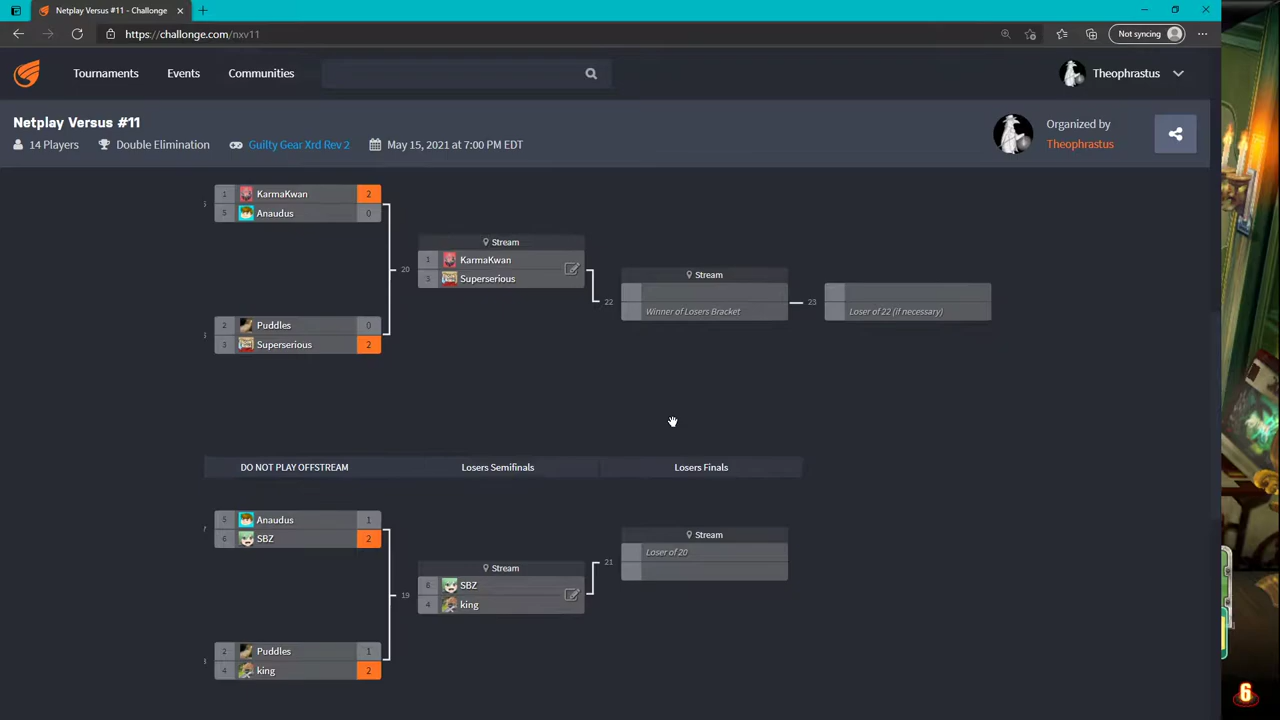 Netplay Versus #11 - Challonge
https://challonge.com/nxv11
Not syncing
Tournaments
Events
Communities
Theophrastus
Netplay Versus #11
14 Players
Double Elimination
Guilty Gear Xrd Rev 2
May 15, 2021 at 7:00 PM EDT
Organized by
Theophrastus
1 KarmaKwan 2
5 Anaudus 0
20
Stream
1 KarmaKwan
3 Superserious
2 Puddles 0
3 Superserious 2
22
Stream
Winner of Losers Bracket
23
Loser of 22 (if necessary)
DO NOT PLAY OFFSTREAM
Losers Semifinals
Losers Finals
5 Anaudus 1
6 SBZ 2
19
Stream
6 SBZ
4 king
2 Puddles 1
4 king 2
21
Stream
Loser of 20
6